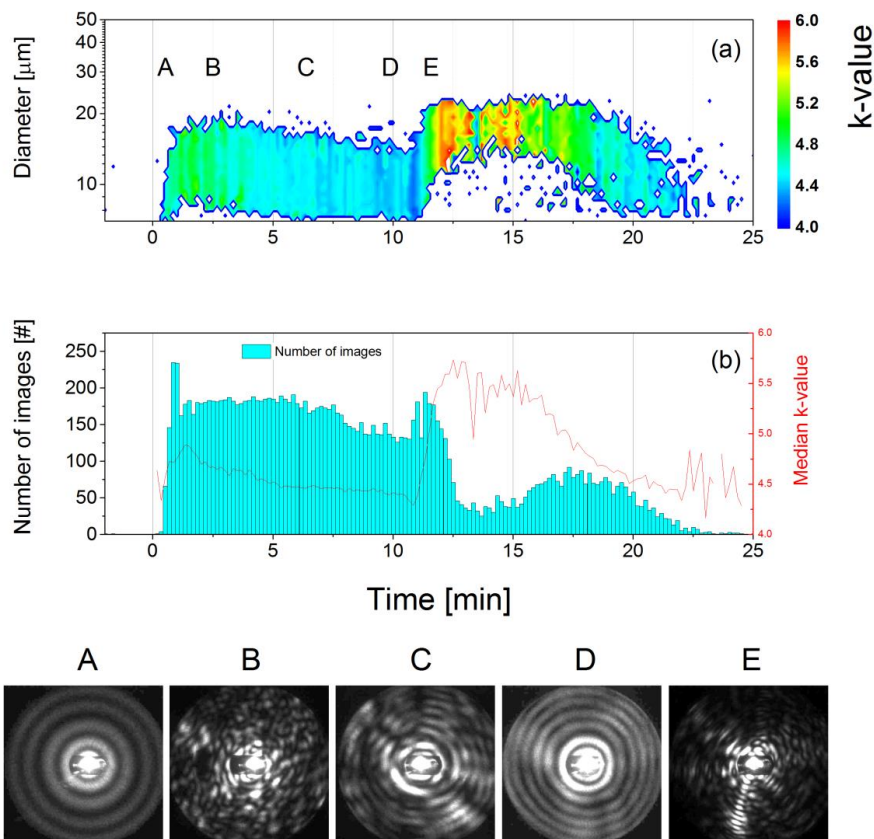 (a)
Diameter [µm]
50
40
30
20
10
A B C D E
0 5 10 15 20 25
6.0
5.6
5.2
4.8
4.4
4.0
k-value
(b)
Number of images [#]
250
200
150
100
50
0
Number of images
6.0
5.5
5.0
4.5
4.0
Median k-value
0 5 10 15 20 25
Time [min]
A B C D E